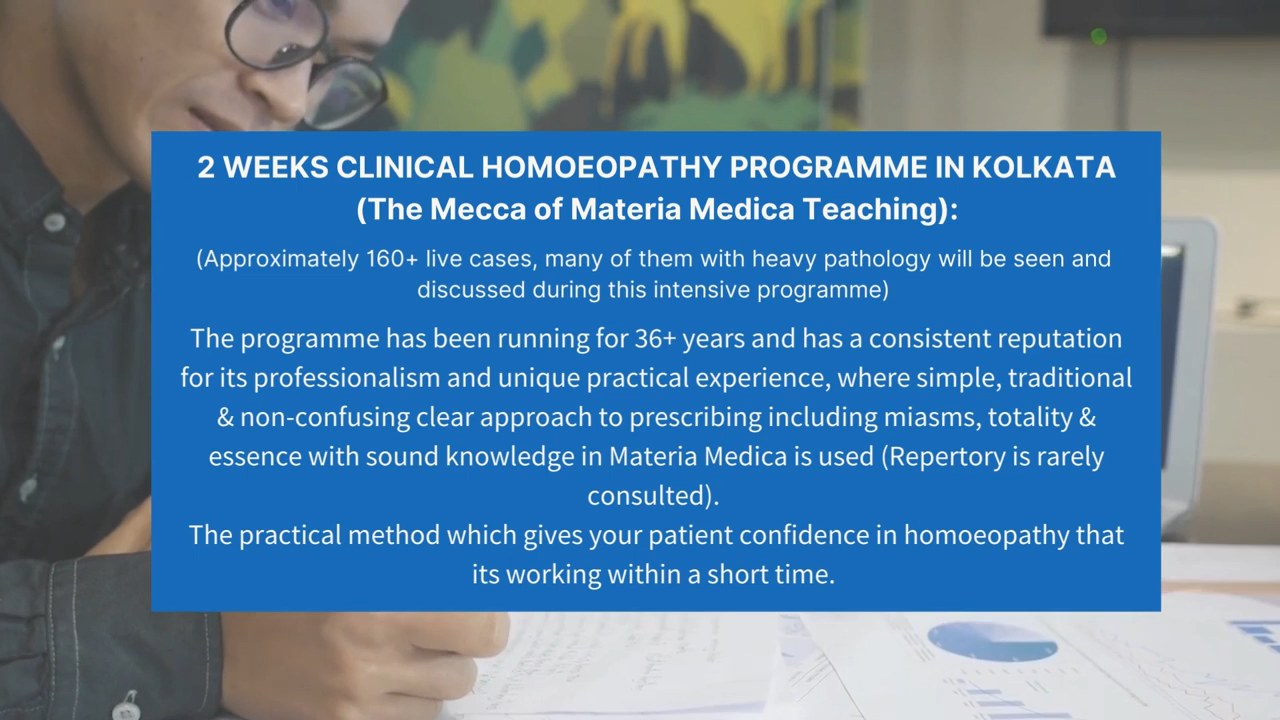 2 WEEKS CLINICAL HOMOEOPATHY PROGRAMME IN KOLKATA
(The Mecca of Materia Medica Teaching):
(Approximately 160+ live cases, many of them with heavy pathology will be seen and
discussed during this intensive programme)
The programme has been running for 36+ years and has a consistent reputation
for its professionalism and unique practical experience, where simple, traditional
& non-confusing clear approach to prescribing including miasms, totality &
essence with sound knowledge in Materia Medica is used (Repertory is rarely
consulted).
The practical method which gives your patient confidence in homoeopathy that
its working within a short time.